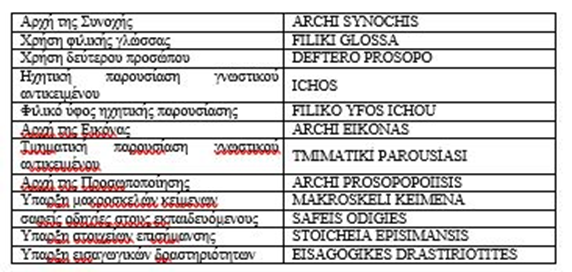 Αρχή της Συνοχής ARCHI SYNOCHIS
Χρήση φιλικής γλώσσας FILIKI GLOSSA
Χρήση δεύτερου προσώπου DEFTERO PROSOPO
Ηχητική παρουσίαση γνωστικού
αντικειμένου
ICHOS
Φιλικό ύφος ηχητικής παρουσίασης FILIKO YFOS ICHOU
Αρχή της Εικόνας ARCHI EIKONAS
Τμηματική παρουσίαση γνωστικού
αντικειμένου
TMIMATIKI PAROUSIASI
Αρχή της Προσωποποίησης ARCHI PROSOPOPOIISIS
Υπαρξη μακροσκελών κείμενων MAKROSKELI KEIMENA
σαφείς οδηγίες στους εκπαιδευόμενους SAFEIS ODIGIES
Υπαρξη στοιχείων επισήμανσης STOICHEIA EPISIMANSIS
Υπαρξη εισαγωγικών δραστηριότητων EISAGOGIKES DRASTIRIOTITES